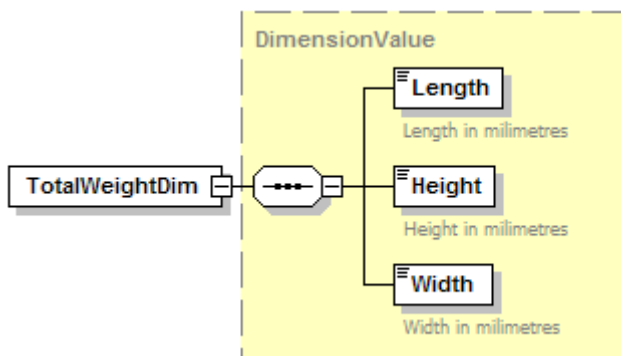 DimensionValue
Length
Length in milimetres
TotalWeightDim
Height
Height in milimetres
Width
Width in milimetres